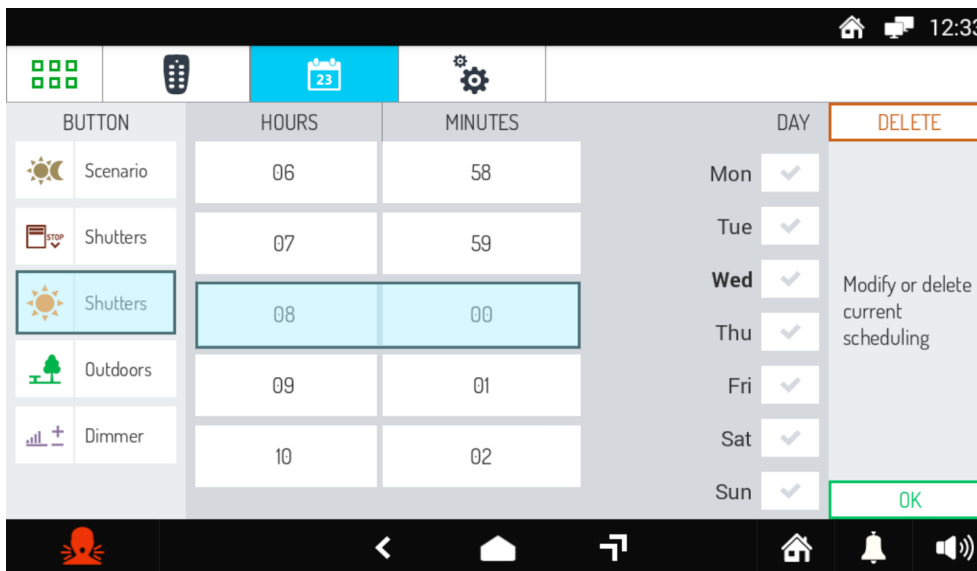 12:33
23
BUTTON
HOURS
MINUTES
DAY
DELETE
Scenario
06
58
Mon
STOP
Shutters
07
59
Tue
Shutters
08
00
Wed
Modify or delete
current
scheduling
Thu
Outdoors
09
01
Fri
Dimmer
10
02
Sat
Sun
OK